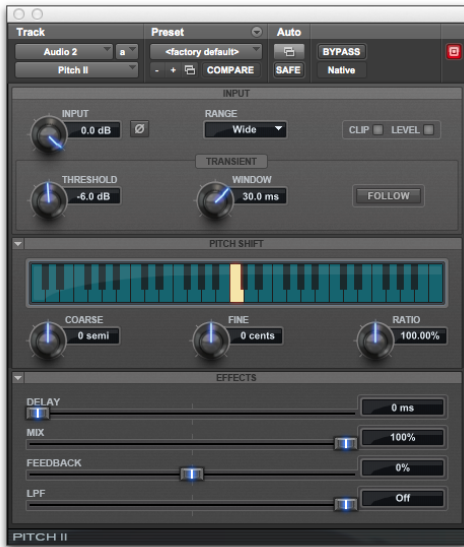 Track Preset Auto
Audio 2 a <factory default> BYPASS
Pitch II - + COMPARE SAFE Native
INPUT
INPUT RANGE
0.0 dB Ø Wide CLIP LEVEL
TRANSIENT
THRESHOLD WINDOW
-6.0 dB 30.0 ms FOLLOW
PITCH SHIFT
COARSE FINE RATIO
0 semi 0 cents 100.00%
EFFECTS
DELAY
0 ms
MIX
100%
FEEDBACK
0%
LPF
Off
PITCH II